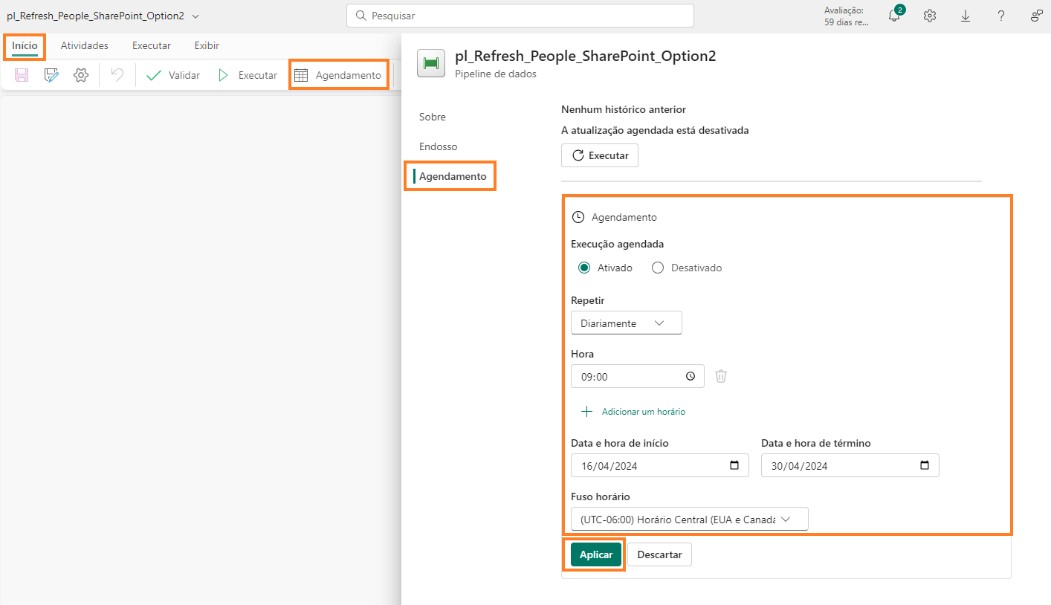 pl_Refresh_People_SharePoint_Option2
Pesquisar
Avaliação:
59 dias re...
2
Início
Atividades
Executar
Exibir
Validar
Executar
Agendamento
pl_Refresh_People_SharePoint_Option2
Pipeline de dados
Sobre
Endosso
Agendamento
Nenhum histórico anterior
A atualização agendada está desativada
Executar
Agendamento
Execução agendada
Ativado
Desativado
Repetir
Diariamente
Hora
09:00
Adicionar um horário
Data e hora de início
Data e hora de término
16/04/2024
30/04/2024
Fuso horário
(UTC-06:00) Horário Central (EUA e Canadá
Aplicar
Descartar